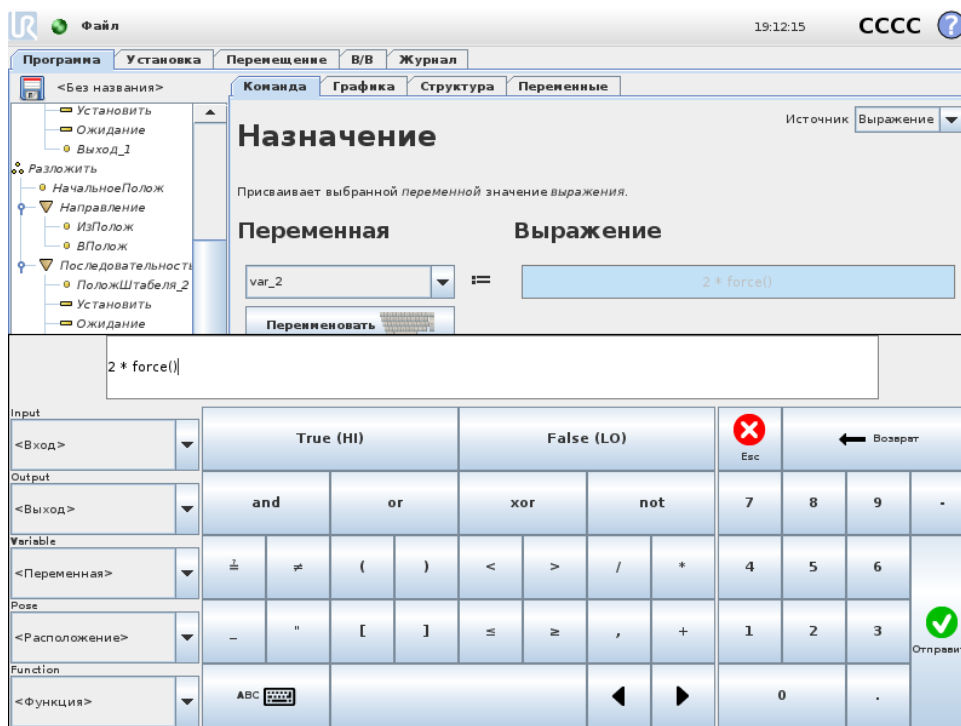 UR Файл 19:12:15 CCCC ?
Программа Установка Перемещение В/В Журнал
<Без названия> Команда Графика Структура Переменные
Установить
Ожидание
Выход_1
Разложить
НачальноеПолож
Направление
ИзПолож
ВПолож
Последовательность
ПоложШтабеля_2
Установить
Ожидание
Источник Выражение
Назначение
Присваивает выбранной переменной значение выражения.
Переменная Выражение
var_2 := 2 * force()
Переименовать
2 * force()
Input
<Вход> True (HI) False (LO) Esc Возврат
Output
<Выход> and or xor not 7 8 9 -
Variable
<Переменная> ≟ ≠ ( ) < > / * 4 5 6
Pose
<Расположение> _ " [ ] ≤ ≥ , + 1 2 3 Отправит
Function
<Функция> ABC 0 .